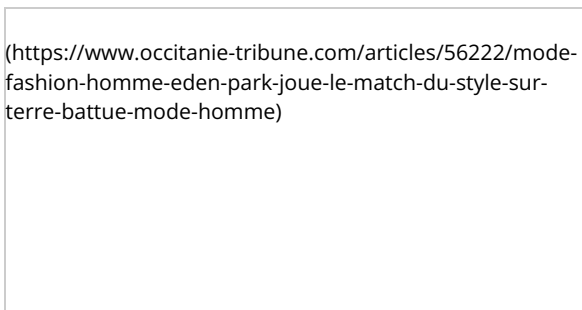 (https://www.occitanie-tribune.com/articles/56222/mode-
fashion-homme-eden-park-joue-le-match-du-style-sur-
terre-battue-mode-homme)